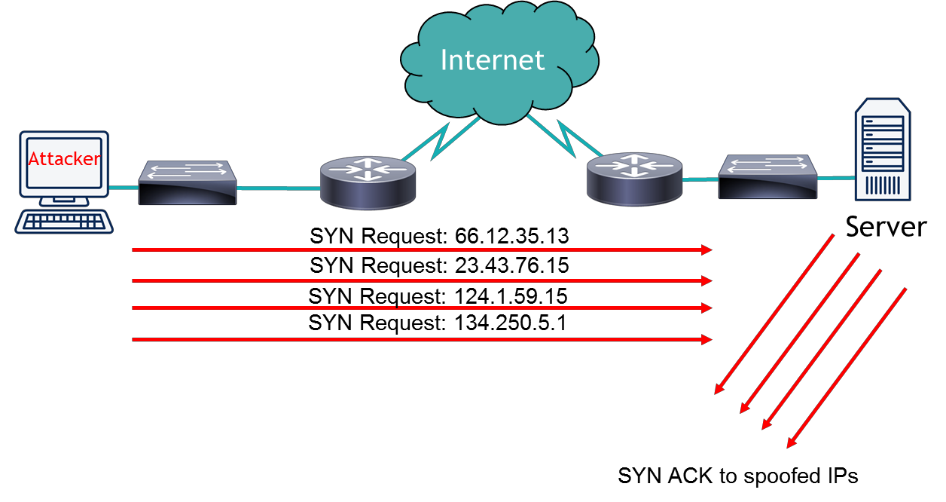 Internet
Attacker
Server
SYN Request: 66.12.35.13
SYN Request: 23.43.76.15
SYN Request: 124.1.59.15
SYN Request: 134.250.5.1
SYN ACK to spoofed IPs